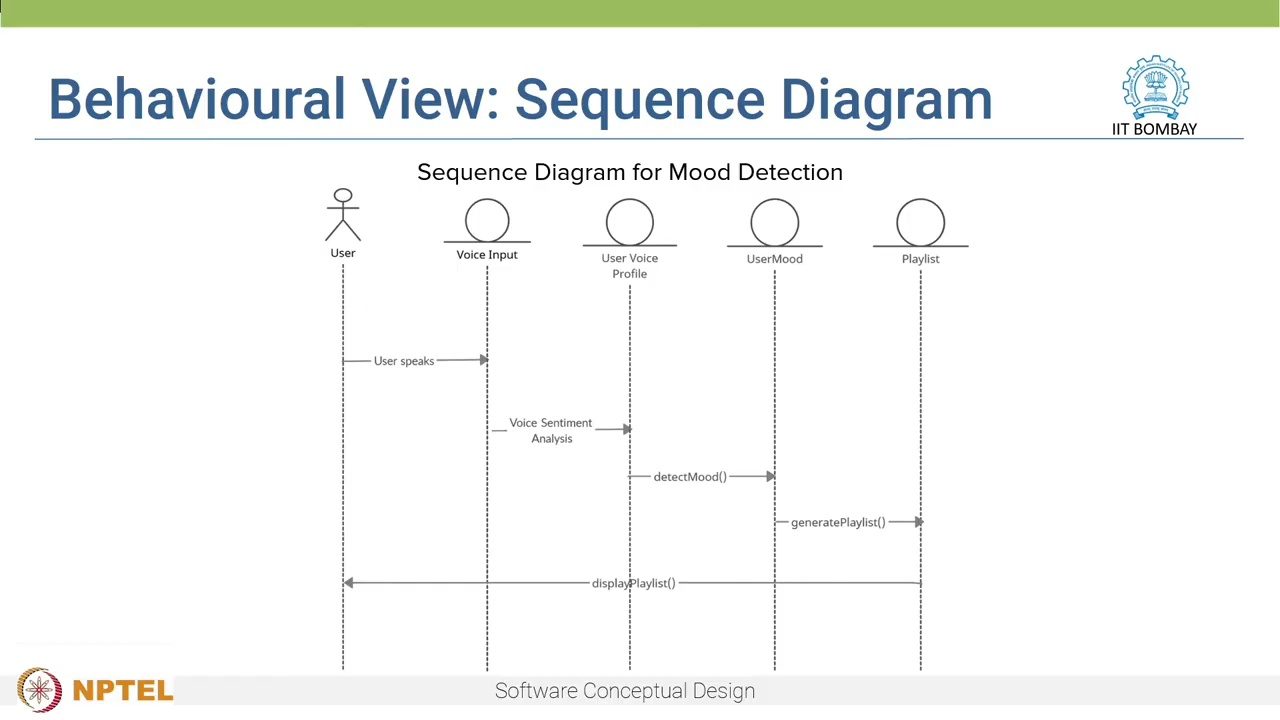 Behavioural View: Sequence Diagram
IIT BOMBAY
Sequence Diagram for Mood Detection
User
Voice Input
User Voice
Profile
UserMood
Playlist
User speaks
Voice Sentiment
Analysis
detectMood()
generatePlaylist()
displayPlaylist()
NPTEL
Software Conceptual Design